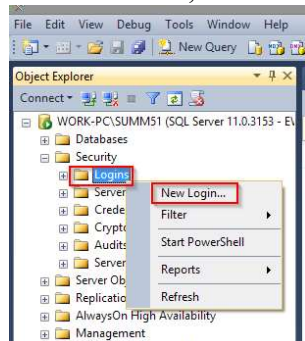 File Edit View Debug Tools Window Help
New Query
Object Explorer
Connect
WORK-PC\SUMM51 (SQL Server 11.0.3153 -
Databases
Security
Logins
Server
Crede
Crypto
Audits
Server
Server Ob
Replicatio
AlwaysOn High Availability
Management
New Login...
Filter
Start PowerShell
Reports
Refresh